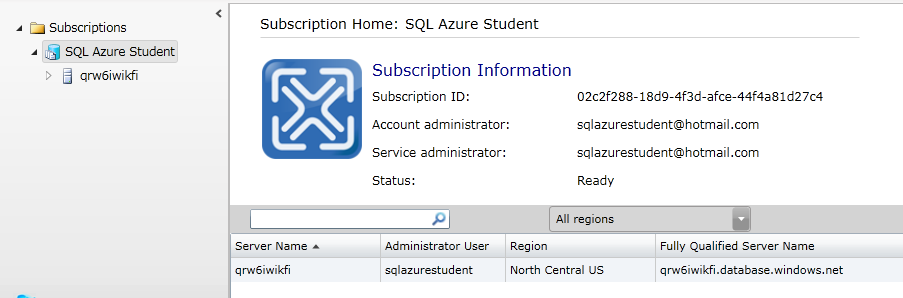 Subscriptions
SQL Azure Student
qrw6iwikfi
Subscription Home: SQL Azure Student
Subscription Information
Subscription ID: 02c2f288-18d9-4f3d-afce-44f4a81d27c4
Account administrator: sqlazurestudent@hotmail.com
Service administrator: sqlazurestudent@hotmail.com
Status: Ready
All regions
Server Name Administrator User Region Fully Qualified Server Name
qrw6iwikfi sqlazurestudent North Central US qrw6iwikfi.database.windows.net